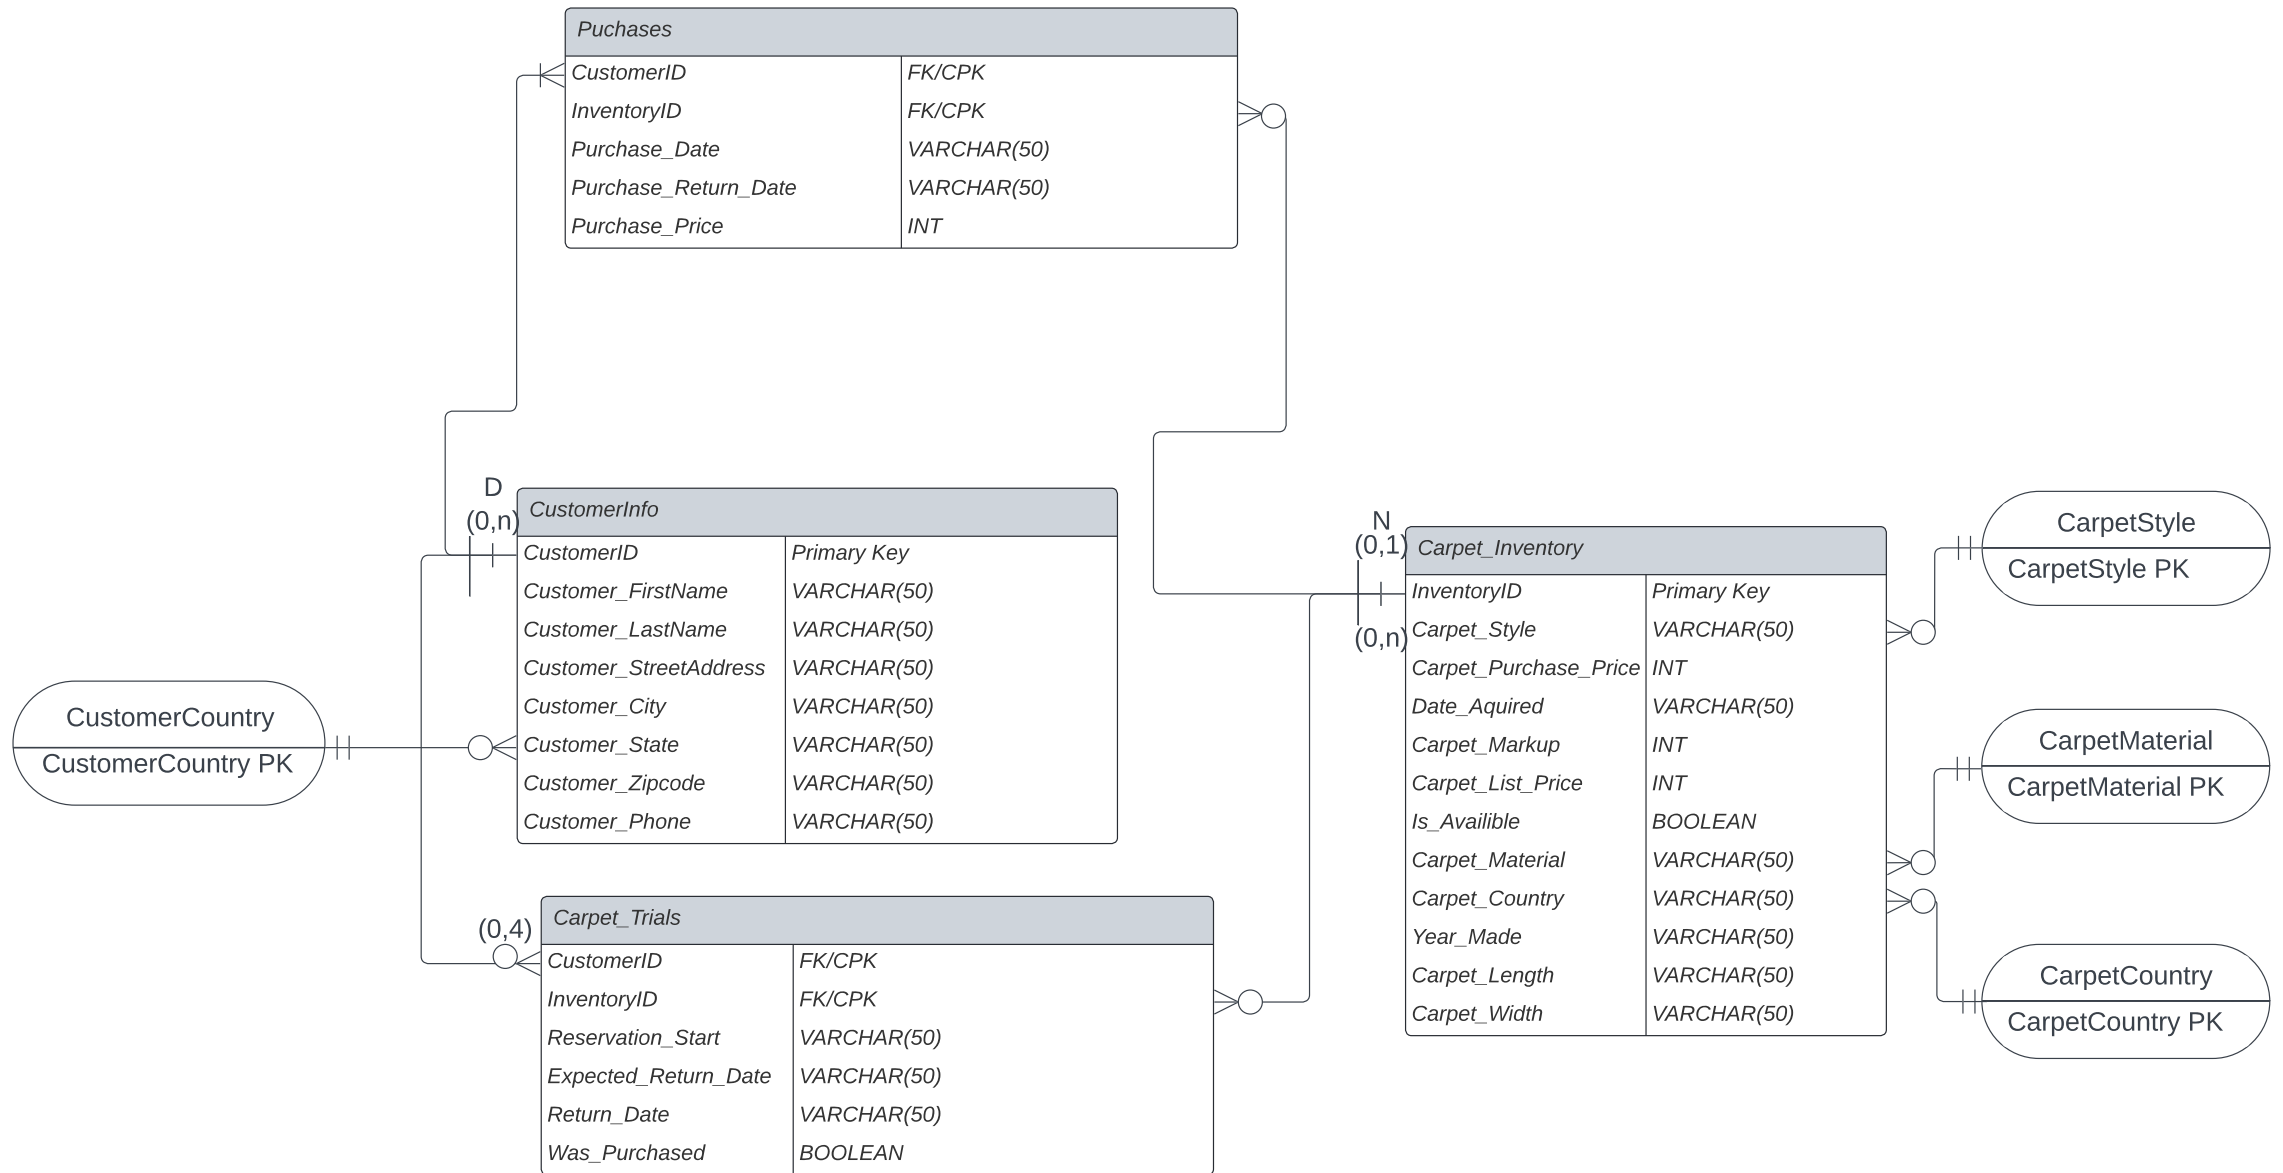 Puchases
CustomerID FK/CPK
InventoryID FK/CPK
Purchase_Date VARCHAR(50)
Purchase_Return_Date VARCHAR(50)
Purchase_Price INT
D
(0,n)
CustomerInfo
CustomerID Primary Key
Customer_FirstName VARCHAR(50)
Customer_LastName VARCHAR(50)
Customer_StreetAddress VARCHAR(50)
Customer_City VARCHAR(50)
Customer_State VARCHAR(50)
Customer_Zipcode VARCHAR(50)
Customer_Phone VARCHAR(50)
CustomerCountry
CustomerCountry PK
(0,4)
Carpet_Trials
CustomerID FK/CPK
InventoryID FK/CPK
Reservation_Start VARCHAR(50)
Expected_Return_Date VARCHAR(50)
Return_Date VARCHAR(50)
Was_Purchased BOOLEAN
N
(0,1)
(0,n)
Carpet_Inventory
InventoryID Primary Key
Carpet_Style VARCHAR(50)
Carpet_Purchase_Price INT
Date_Aquired VARCHAR(50)
Carpet_Markup INT
Carpet_List_Price INT
Is_Availible BOOLEAN
Carpet_Material VARCHAR(50)
Carpet_Country VARCHAR(50)
Year_Made VARCHAR(50)
Carpet_Length VARCHAR(50)
Carpet_Width VARCHAR(50)
CarpetStyle
CarpetStyle PK
CarpetMaterial
CarpetMaterial PK
CarpetCountry
CarpetCountry PK